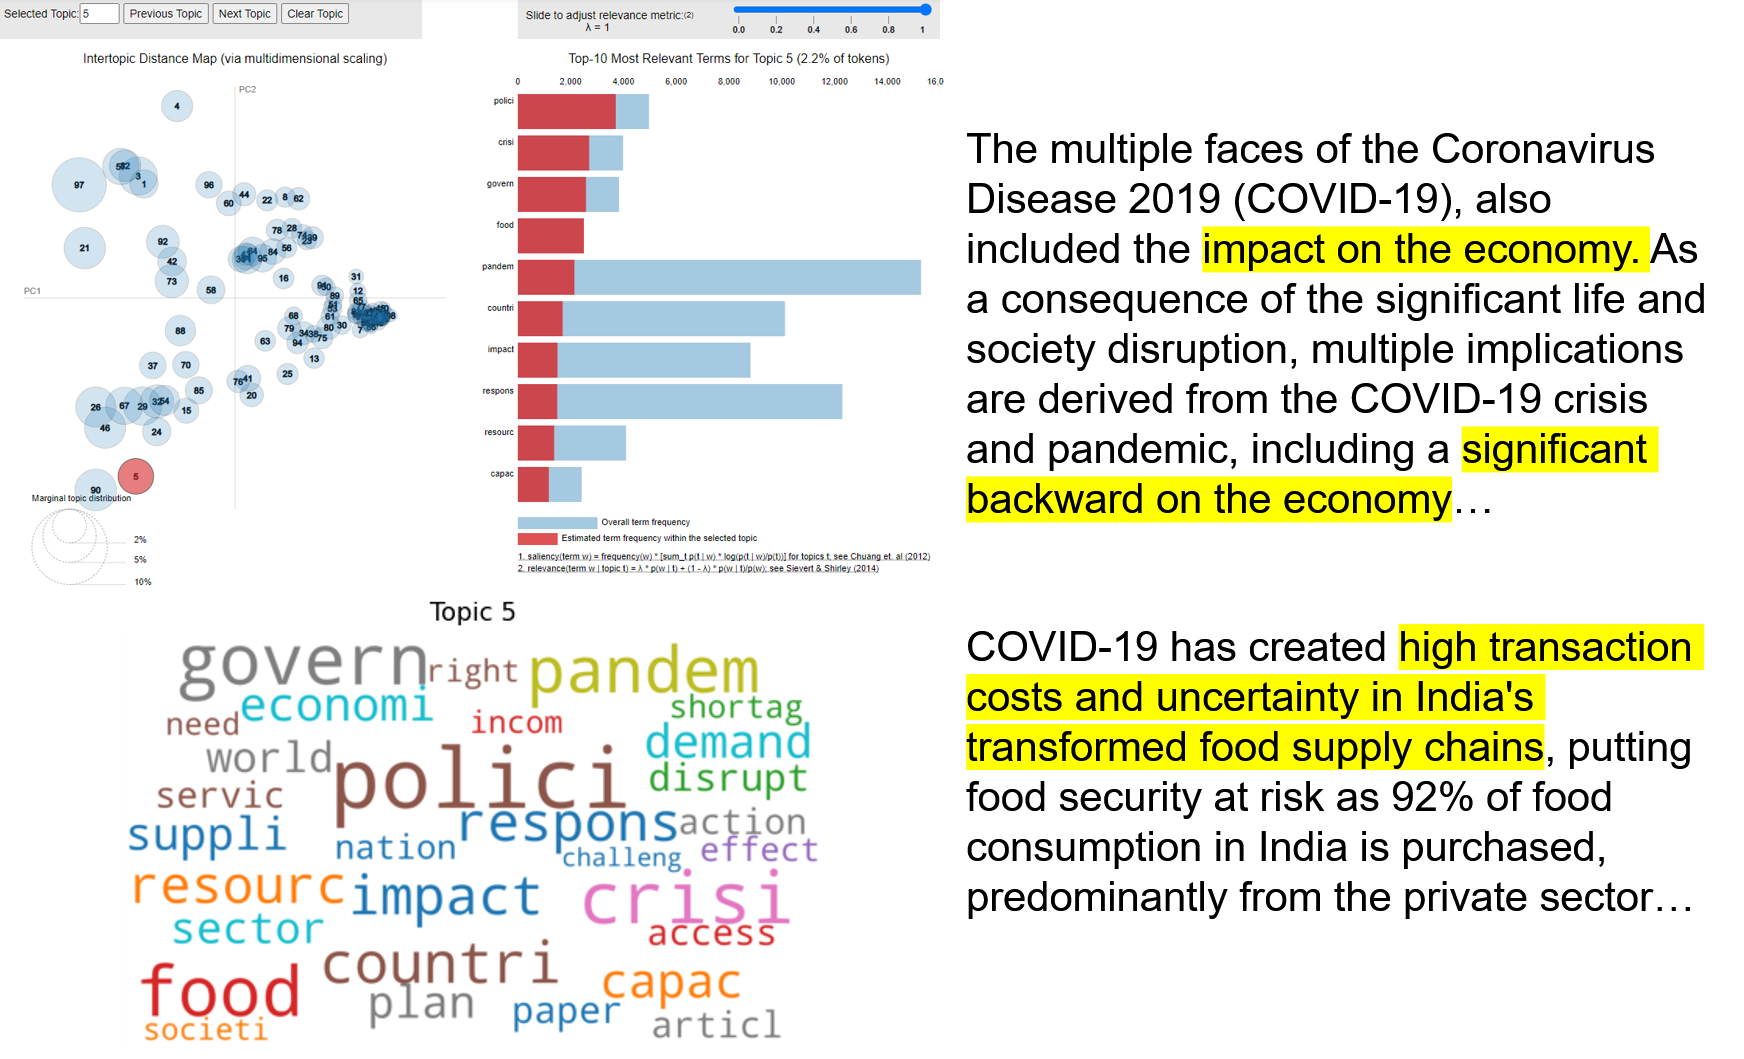 Selected Topic: 5 Previous Topic Next Topic Clear Topic
Slide to adjust relevance metric:(2)
λ = 1
0.0 0.2 0.4 0.6 0.8 1
Intertopic Distance Map (via multidimensional scaling)
PC2
PC1
4
97
3
1
96
44
60
22
8
62
21
92
42
73
58
78
28
56
84
95
16
31
12
89
65
61
68
79
80
30
7
34
38
75
94
63
13
25
88
37
70
76
41
20
85
15
26
67
29
32
54
46
24
5
90
Marginal topic distribution
2%
5%
10%
Top-10 Most Relevant Terms for Topic 5 (2.2% of tokens)
0 2,000 4,000 6,000 8,000 10,000 12,000 14,000 16,0
polici
crisi
govern
food
pandem
countri
impact
respons
resourc
capac
Overall term frequency
Estimated term frequency within the selected topic
1. saliency(term w) = frequency(w) * [sum_t p(t | w) * log(p(t | w)/p(t))] for topics t; see Chuang et. al (2012)
2. relevance(term w | topic t) = λ * p(w | t) + (1 - λ) * p(w | t)/p(w); see Sievert & Shirley (2014)
Topic 5
govern right pandem
economi shortag
need incom demand
world polici disrupt
servic respons action
suppli nation challeng effect
resourc impact crisi
sector access
countri
food plan capac
societi paper articl
The multiple faces of the Coronavirus
Disease 2019 (COVID-19), also
included the impact on the economy. As
a consequence of the significant life and
society disruption, multiple implications
are derived from the COVID-19 crisis
and pandemic, including a significant
backward on the economy…
COVID-19 has created high transaction
costs and uncertainty in India's
transformed food supply chains, putting
food security at risk as 92% of food
consumption in India is purchased,
predominantly from the private sector…